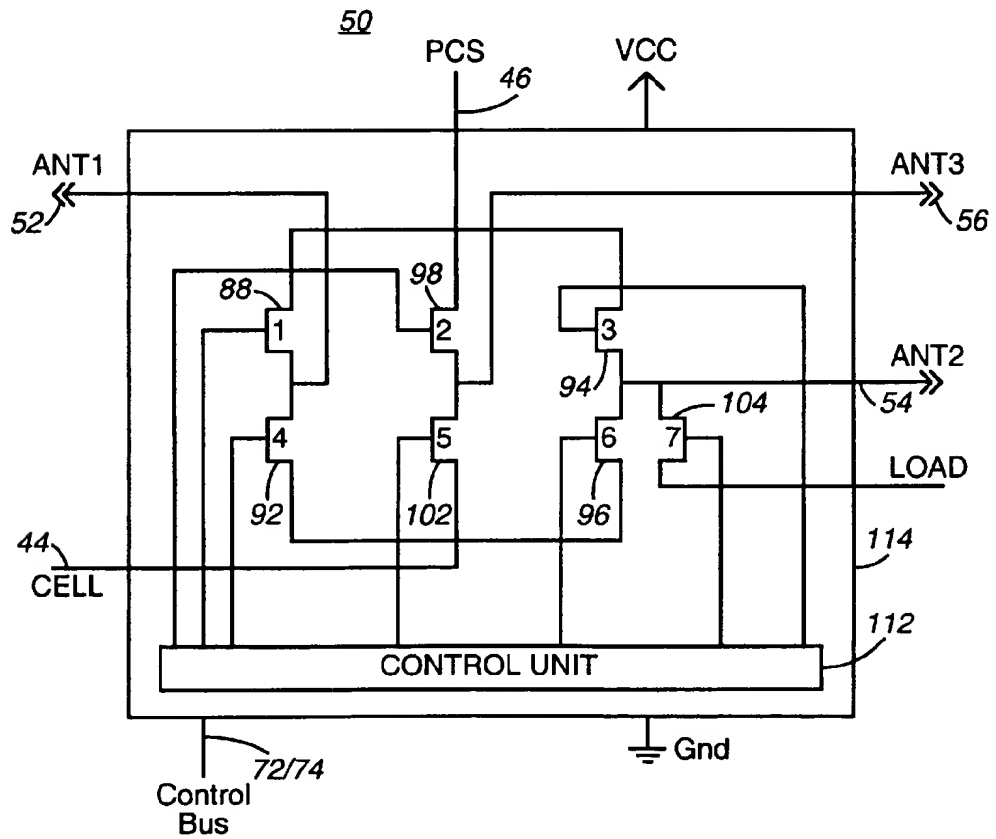 50
PCS
VCC
46
ANT1
ANT3
52
56
88
98
1
2
3
94
ANT2
54
104
4
5
6
7
LOAD
92
102
96
44
CELL
114
112
CONTROL UNIT
72/74
Gnd
Control
Bus